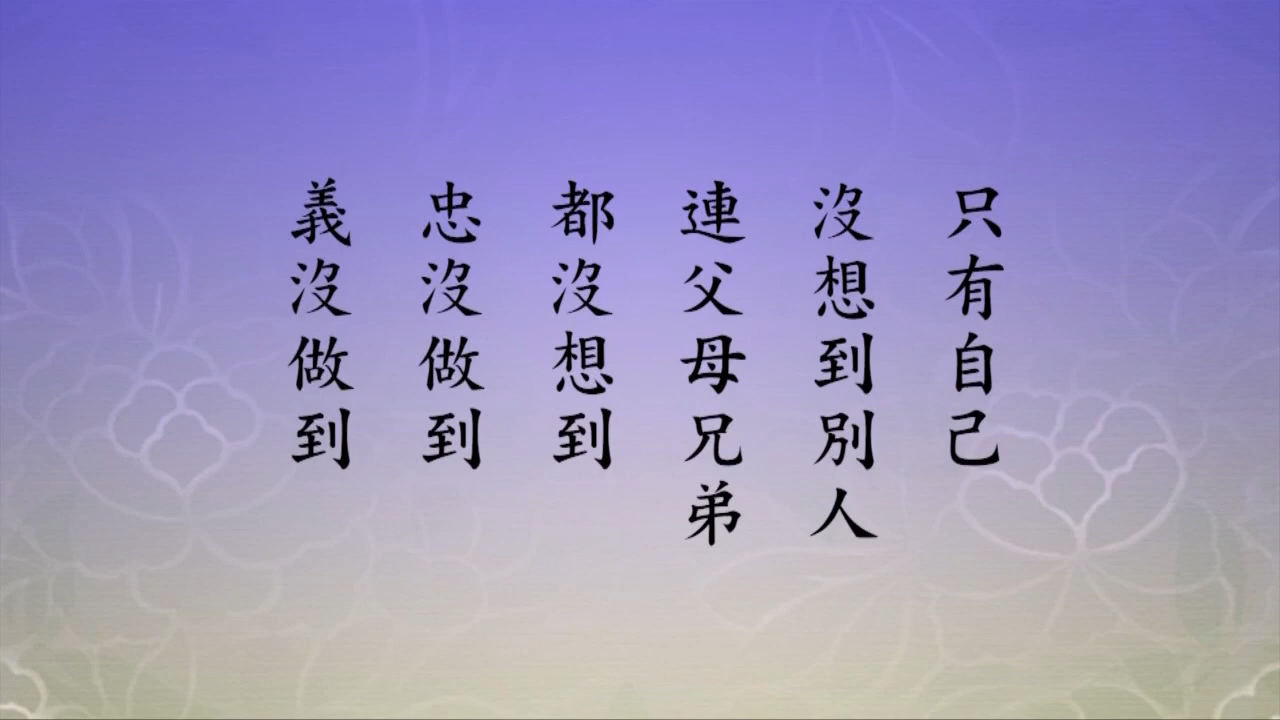 只有自己
沒想到別人
連父母兄弟
都沒想到
忠沒做到
義沒做到